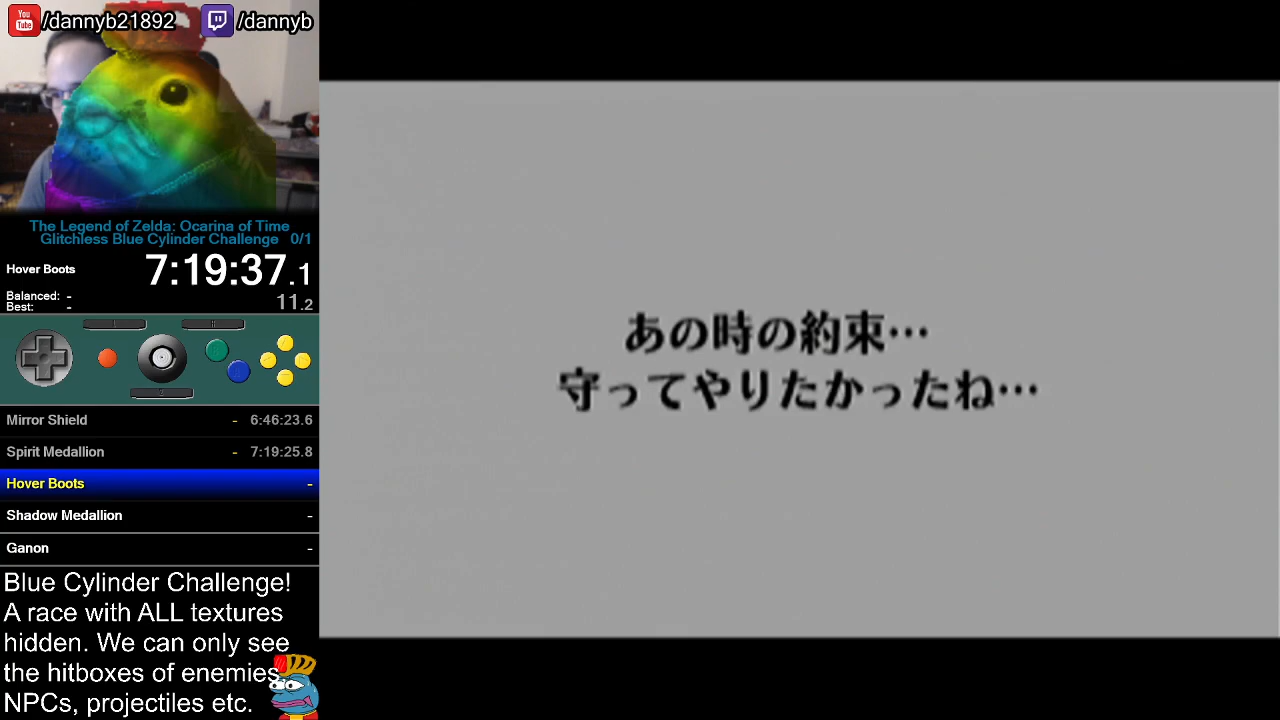 You Tube /dannyb21892 /dannyb
The Legend of Zelda: Ocarina of Time
Glitchless Blue Cylinder Challenge 0/1
Hover Boots 7:19:37.1
Balanced: -
Best: -
11.2
Mirror Shield - 6:46:23.6
Spirit Medallion - 7:19:25.8
Hover Boots -
Shadow Medallion -
Ganon -
Blue Cylinder Challenge!
A race with ALL textures
hidden. We can only see
the hitboxes of enemies
NPCs, projectiles etc.
あの時の約束…
守ってやりたかったね…